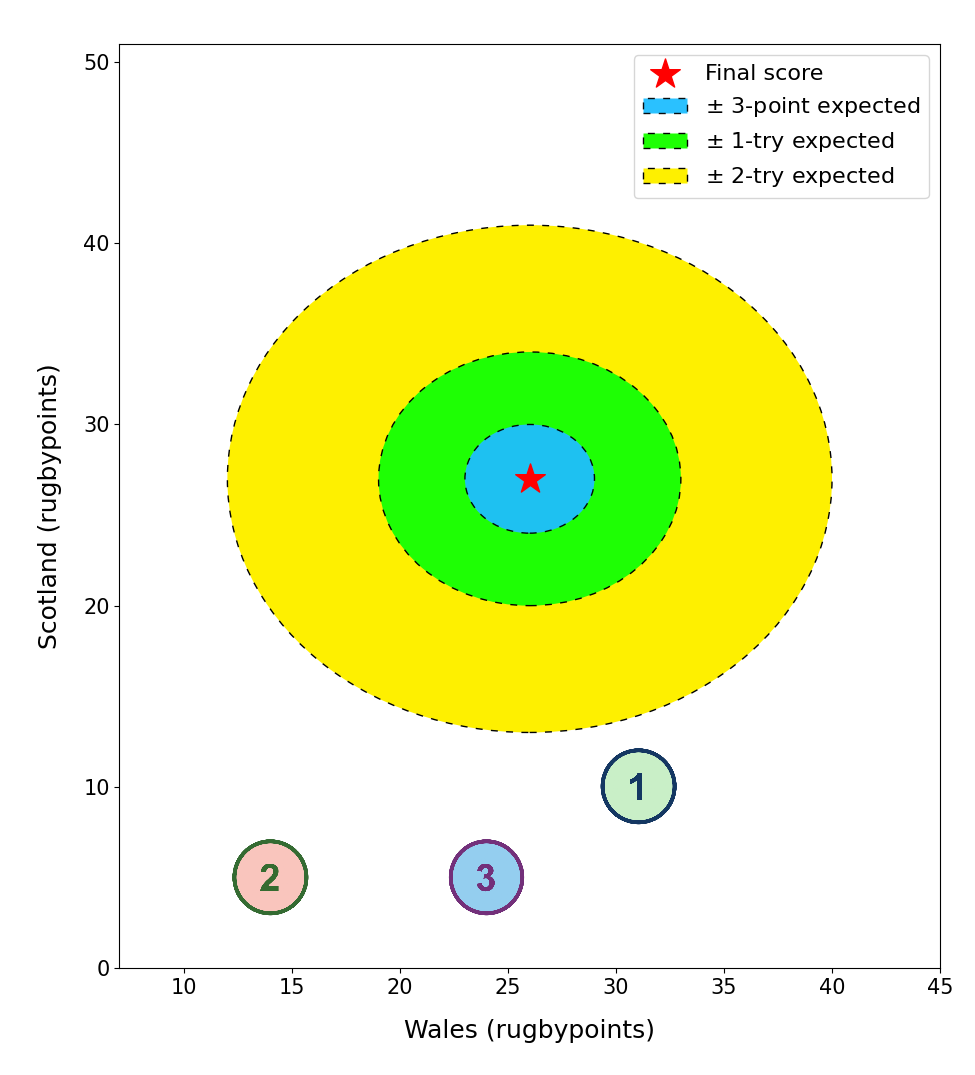 Final score
± 3-point expected
± 1-try expected
± 2-try expected
50
40
30
20
10
0
Scotland (rugbypoints)
1
2
3
10
15
20
25
30
35
40
45
Wales (rugbypoints)